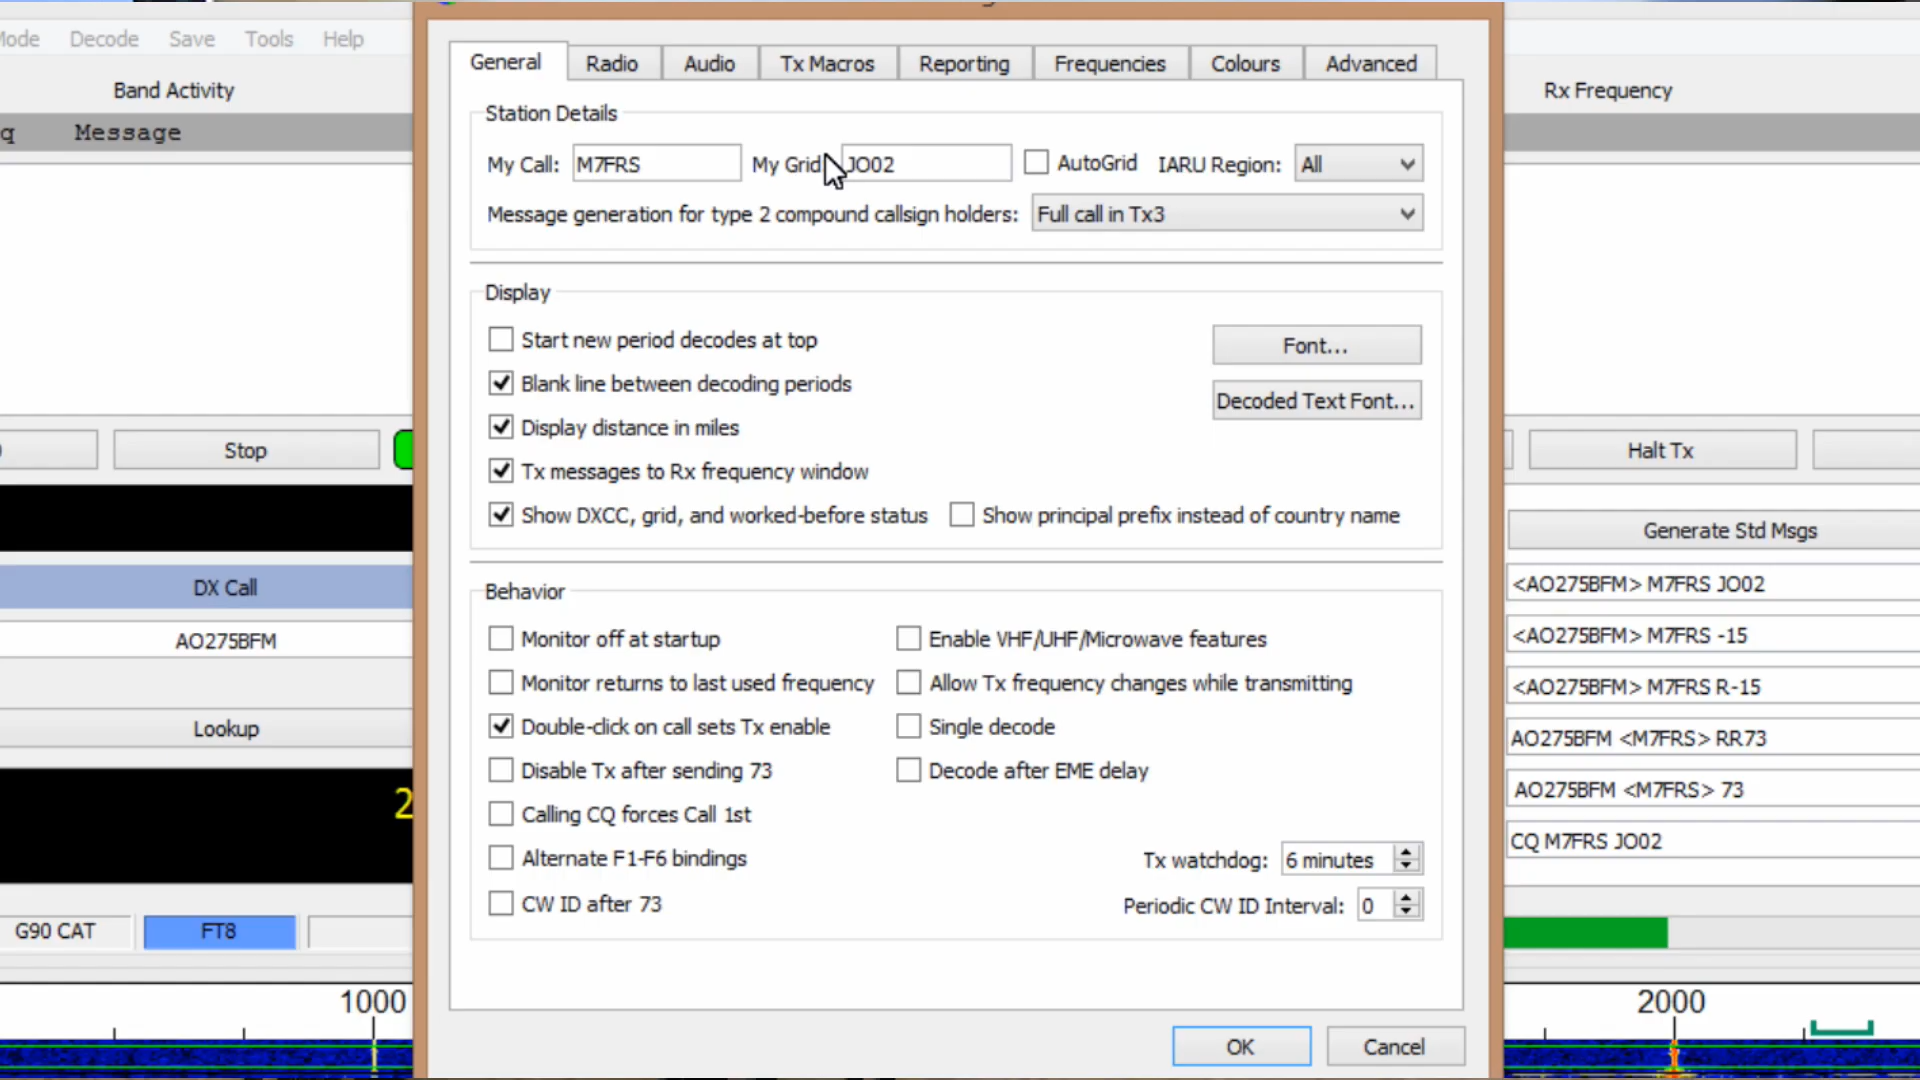 Mode Decode Save Tools Help
General Radio Audio Tx Macros Reporting Frequencies Colours Advanced
Band Activity
Rx Frequency
q Message
Station Details
My Call: M7FRS My Grid JO02 AutoGrid IARU Region: All
Message generation for type 2 compound callsign holders: Full call in Tx3
Display
Start new period decodes at top
Font...
Blank line between decoding periods
Decoded Text Font...
Display distance in miles
Tx messages to Rx frequency window
Show DXCC, grid, and worked-before status Show principal prefix instead of country name
Stop
Halt Tx
Generate Std Msgs
DX Call
AO275BFM
Lookup
2
Behavior
Monitor off at startup Enable VHF/UHF/Microwave features
Monitor returns to last used frequency Allow Tx frequency changes while transmitting
Double-click on call sets Tx enable Single decode
Disable Tx after sending 73 Decode after EME delay
Calling CQ forces Call 1st
Alternate F1-F6 bindings Tx watchdog: 6 minutes
CW ID after 73 Periodic CW ID Interval: 0
<AO275BFM> M7FRS JO02
<AO275BFM> M7FRS -15
<AO275BFM> M7FRS R-15
AO275BFM <M7FRS> RR73
AO275BFM <M7FRS> 73
CQ M7FRS JO02
G90 CAT FT8
1000
2000
OK Cancel